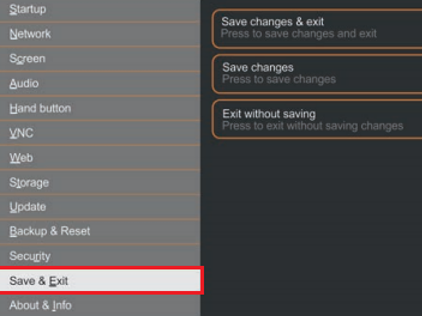 Startup
Network
Screen
Audio
Hand button
VNC
Web
Storage
Update
Backup & Reset
Security
Save & Exit
About & Info
Save changes & exit
Press to save changes and exit
Save changes
Press to save changes
Exit without saving
Press to exit without saving changes